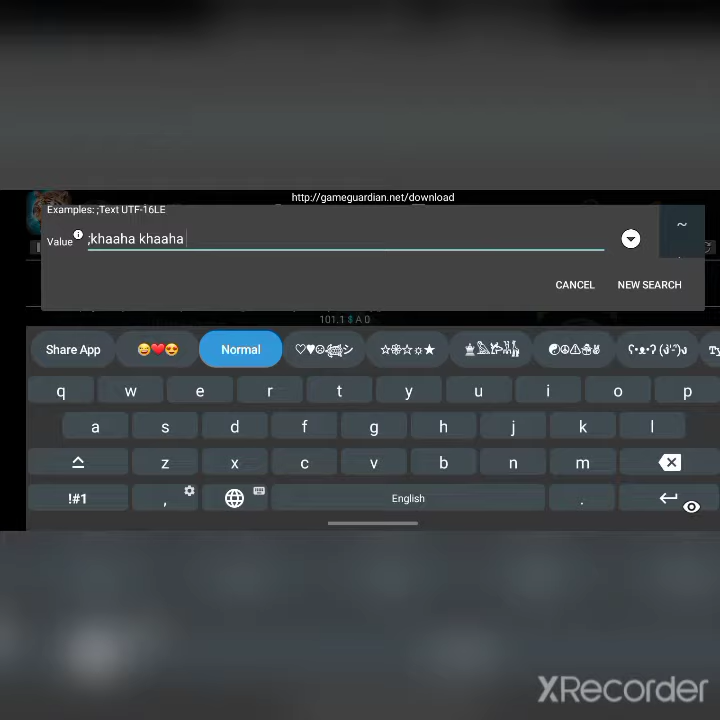 http://gameguardian.net/download
Examples: ;Text UTF-16LE
Value ;khaaha khaaha
~
CANCEL NEW SEARCH
101.1 $ A 0
Share App 😅❤️😍 Normal
q w e r t y u i o p
a s d f g h j k l
z x c v b n m
!#1 , English .
XRecorder